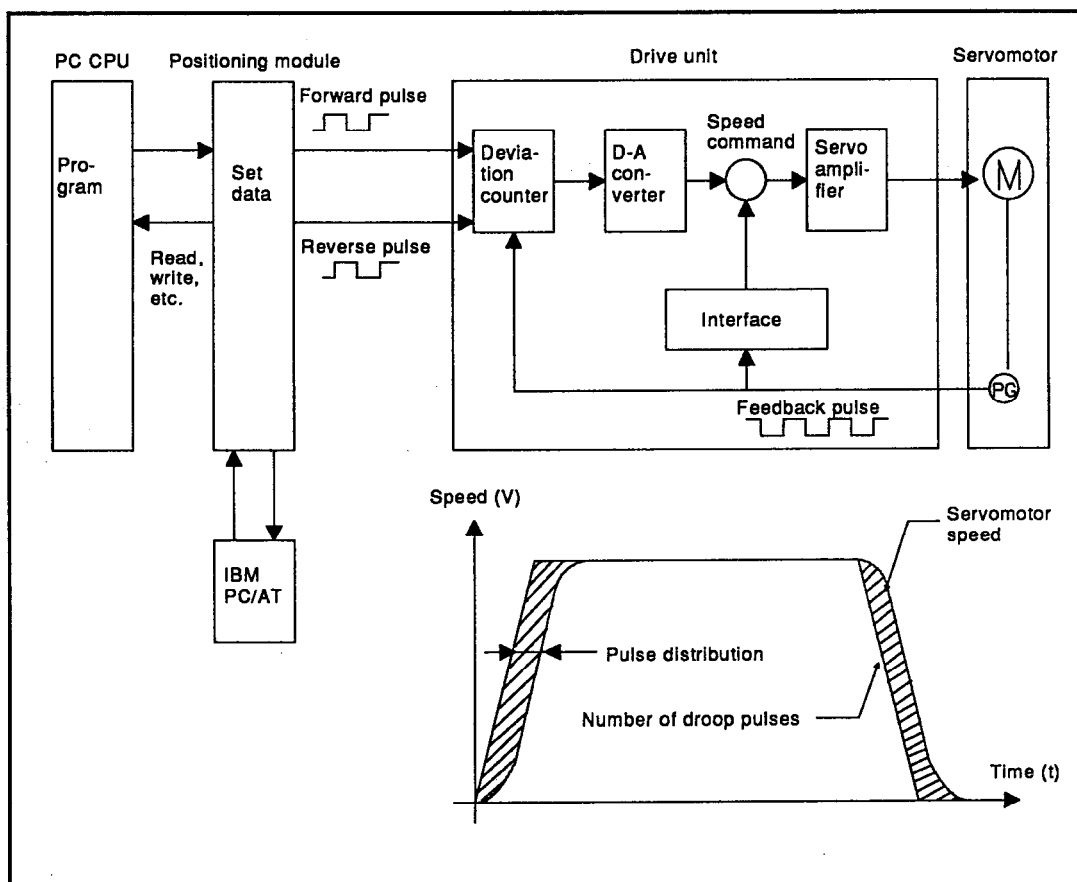 PC CPU
Positioning module
Drive unit
Servomotor
Forward pulse
Pro-
gram
Set
data
Devia-
tion
counter
D-A
con-
verter
Speed
command
Servo
ampli-
fier
M
Read,
write,
etc.
Reverse pulse
Interface
PG
Feedback pulse
IBM
PC/AT
Speed (V)
Servomotor
speed
Pulse distribution
Number of droop pulses
Time (t)